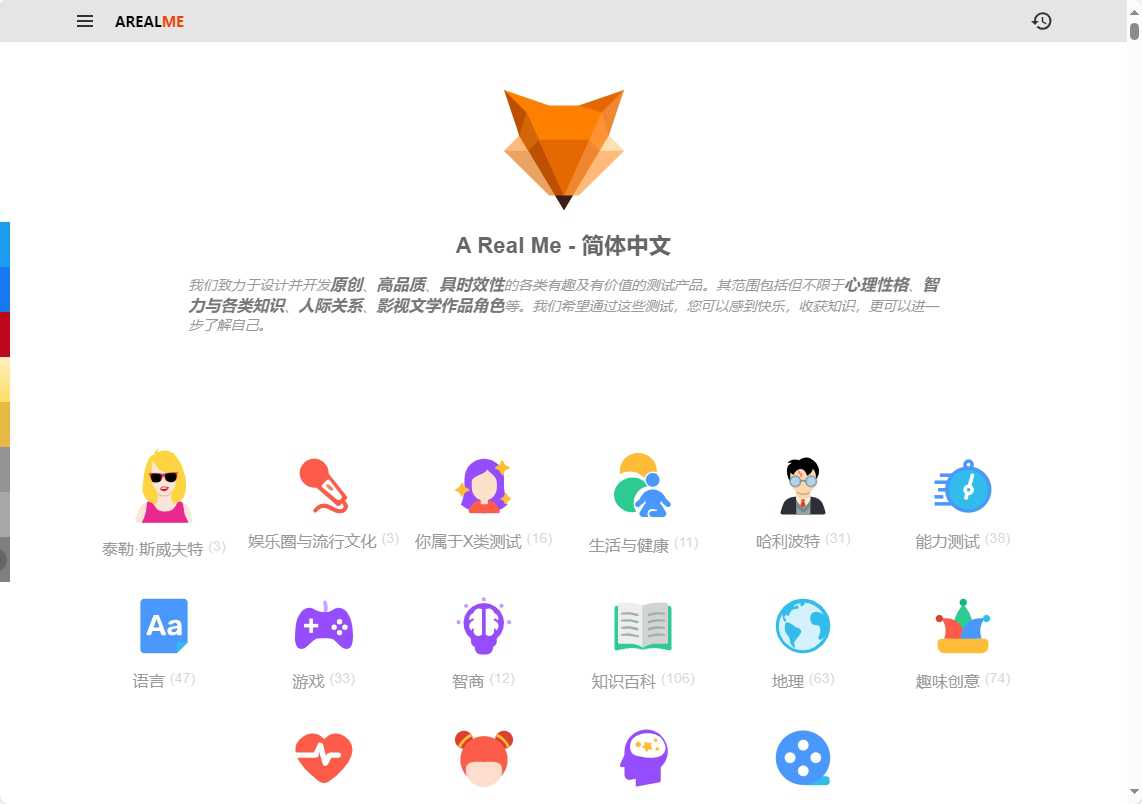 AREALME
A Real Me - 简体中文
我们致力于设计并开发原创、高品质、具时效性的各类有趣及有价值的测试产品。其范围包括但不限于心理性格、智
力与各类知识、人际关系、影视文学作品角色等。我们希望通过这些测试，您可以感到快乐，收获知识，更可以进一
步了解自己。
泰勒·斯威夫特 (3)
娱乐圈与流行文化 (3)
你属于X类测试 (16)
生活与健康 (11)
哈利波特 (31)
能力测试 (38)
Aa
语言 (47)
游戏 (33)
智商 (12)
知识百科 (106)
地理 (63)
趣味创意 (74)